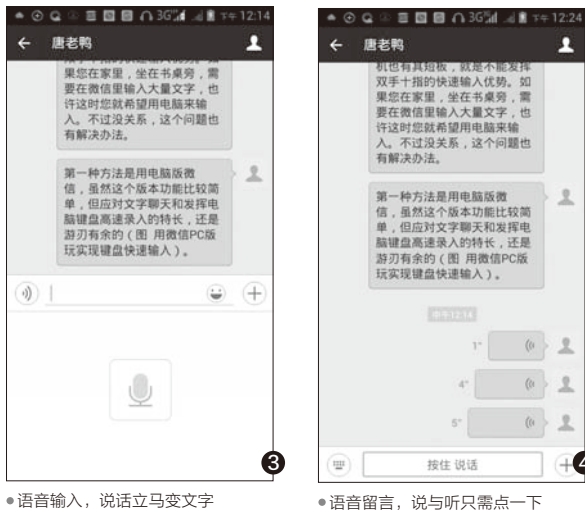 3G 下午 12:14
唐老鸭
果您在家里，坐在书桌旁，需
要在微信里输入大量文字，也
许这时您就希望用电脑来输
入。不过没关系，这个问题也
有解决办法。
第一种方法是用电脑版微
信，虽然这个版本功能比较简
单，但应对文字聊天和发挥电
脑键盘高速录入的特长，还是
游刃有余的（图 用微信PC版
玩实现键盘快速输入）。
3
●语音输入，说话立马变文字
3G 下午 12:24
唐老鸭
机也有其短板，就是不能发挥
双手十指的快速输入优势。如
果您在家里，坐在书桌旁，需
要在微信里输入大量文字，也
许这时您就希望用电脑来输
入。不过没关系，这个问题也
有解决办法。
第一种方法是用电脑版微
信，虽然这个版本功能比较简
单，但应对文字聊天和发挥电
脑键盘高速录入的特长，还是
游刃有余的（图 用微信PC版
玩实现键盘快速输入）。
中午12:14
1"
4"
5"
按住 说话
4
●语音留言，说与听只需点一下